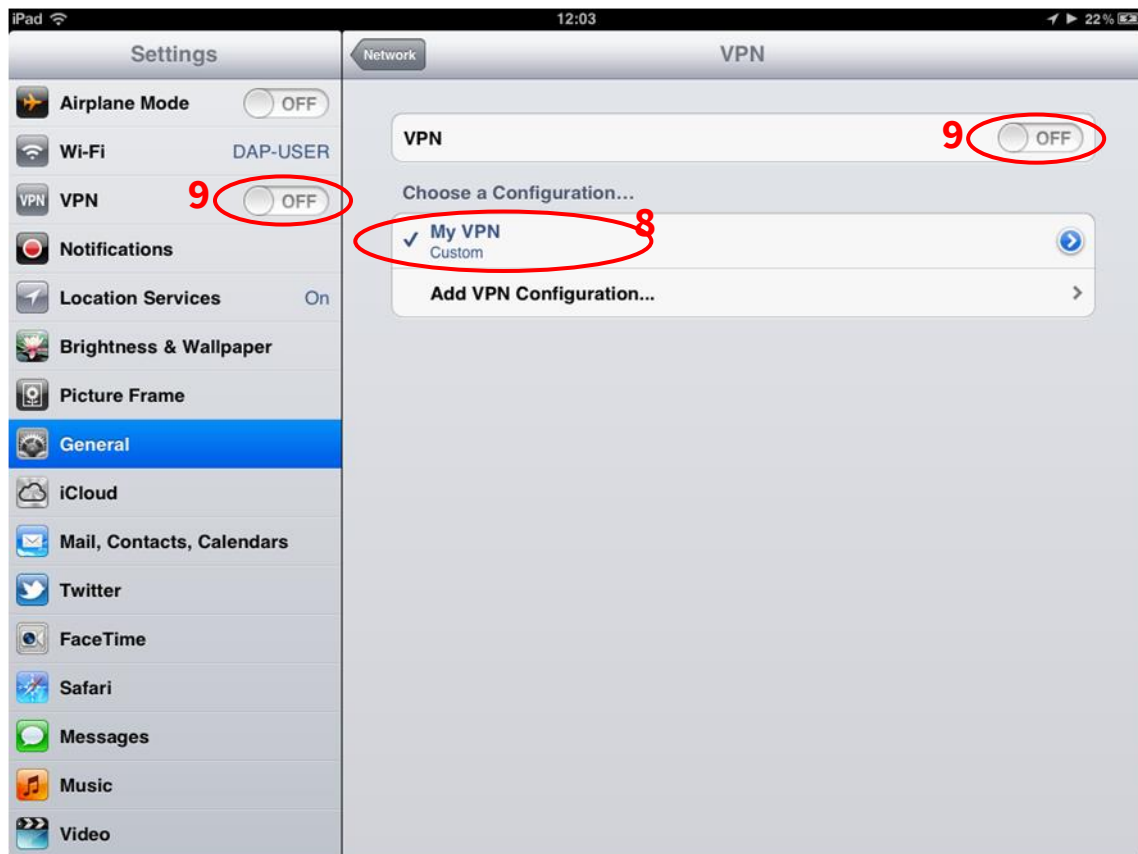 iPad 12:03 22%
Settings
Network VPN
Airplane Mode OFF
Wi-Fi DAP-USER
VPN VPN 9 OFF
Notifications
Location Services On
Brightness & Wallpaper
Picture Frame
General
iCloud
Mail, Contacts, Calendars
Twitter
FaceTime
Safari
Messages
Music
Video
VPN 9 OFF
Choose a Configuration...
My VPN 8
Custom
Add VPN Configuration...